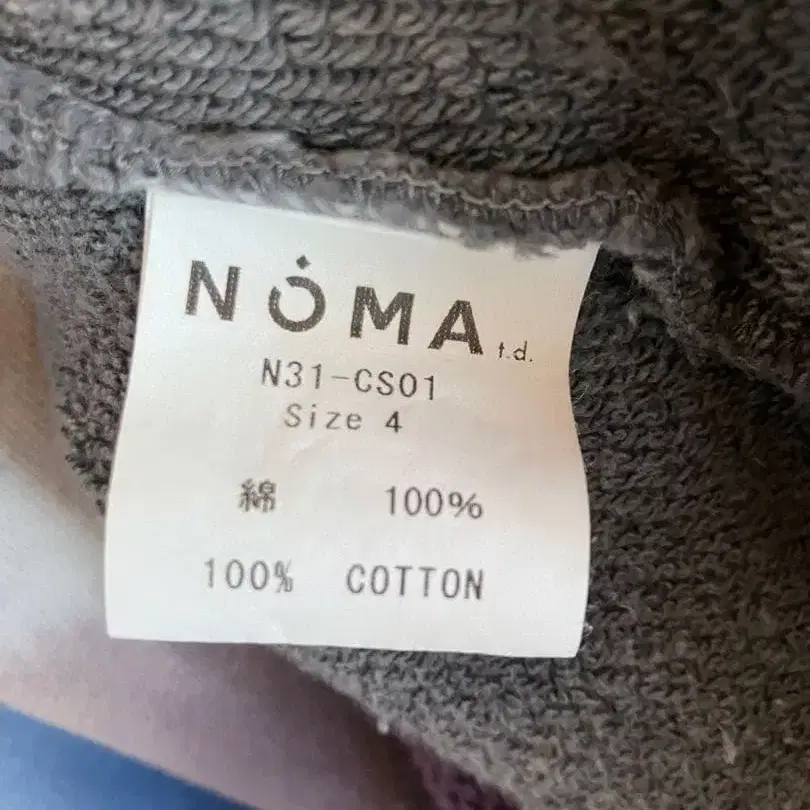 NOMA t.d.
N31-CS01
Size 4
綿 100%
100% COTTON